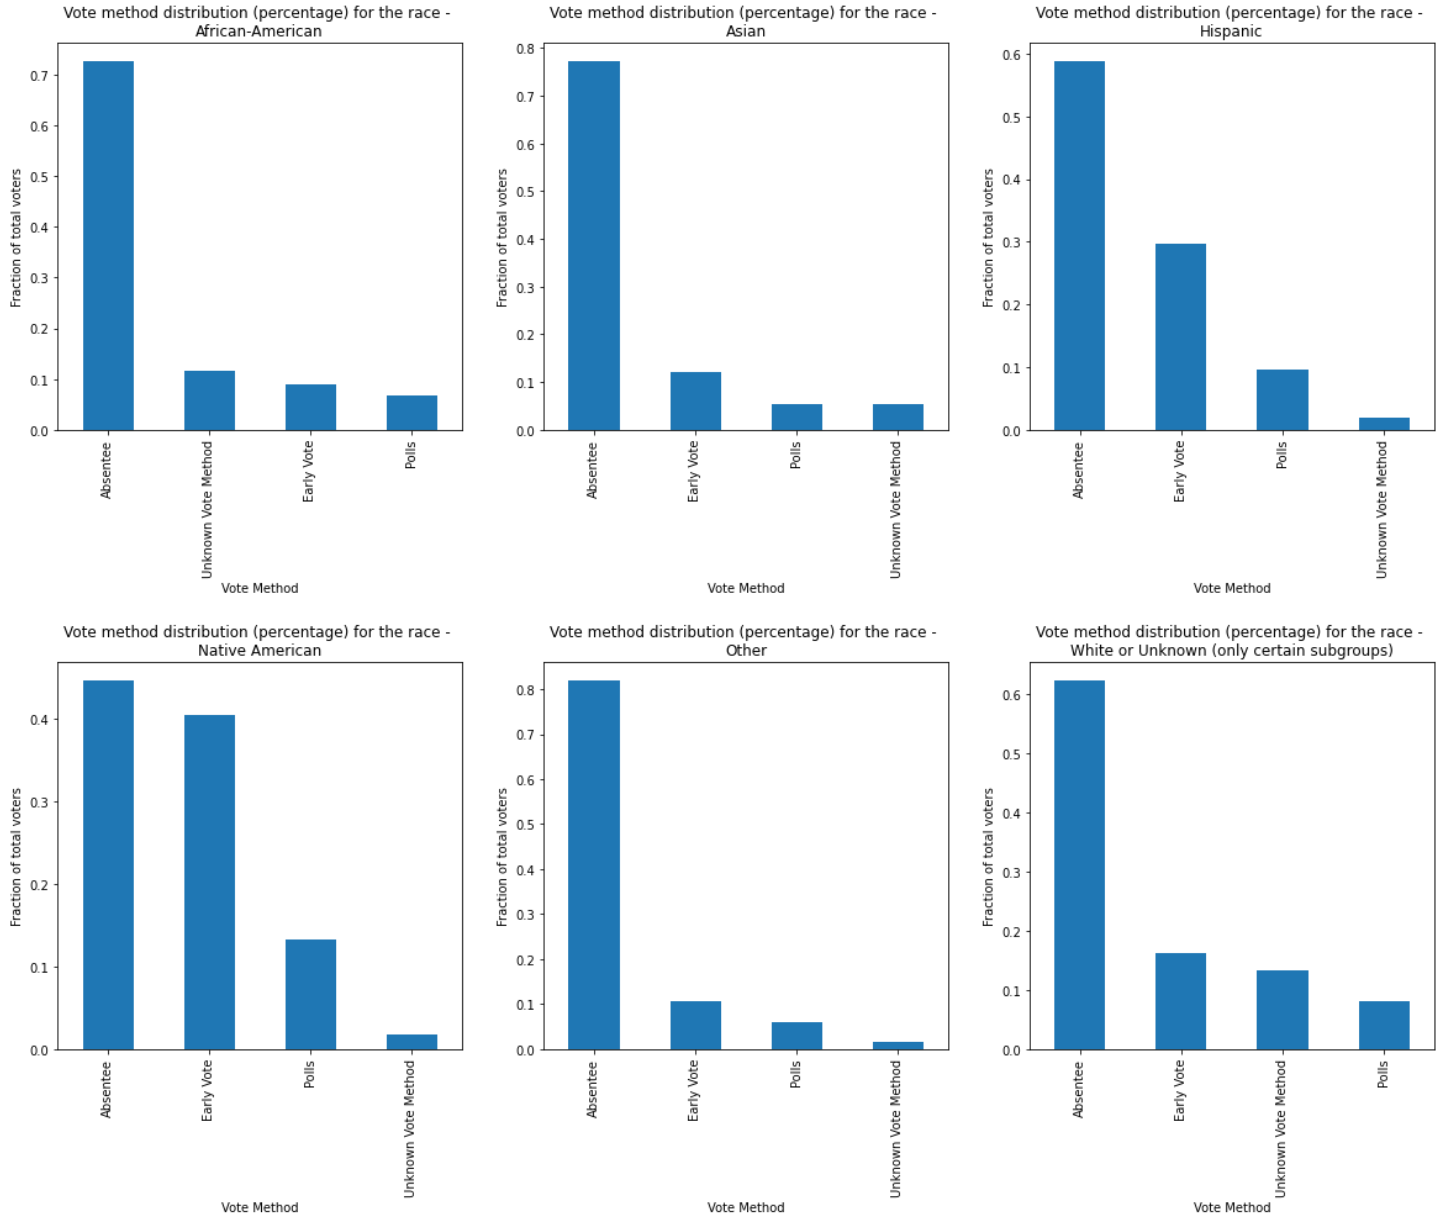 Vote method distribution (percentage) for the race -
African-American
Fraction of total voters
0.7
0.6
0.5
0.4
0.3
0.2
0.1
0.0
Absentee
Unknown Vote Method
Early Vote
Polls
Vote Method
Vote method distribution (percentage) for the race -
Asian
Fraction of total voters
0.8
0.7
0.6
0.5
0.4
0.3
0.2
0.1
0.0
Absentee
Early Vote
Polls
Unknown Vote Method
Vote Method
Vote method distribution (percentage) for the race -
Hispanic
Fraction of total voters
0.6
0.5
0.4
0.3
0.2
0.1
0.0
Absentee
Early Vote
Polls
Unknown Vote Method
Vote Method
Vote method distribution (percentage) for the race -
Native American
Fraction of total voters
0.4
0.3
0.2
0.1
0.0
Absentee
Early Vote
Polls
Unknown Vote Method
Vote Method
Vote method distribution (percentage) for the race -
Other
Fraction of total voters
0.8
0.7
0.6
0.5
0.4
0.3
0.2
0.1
0.0
Absentee
Early Vote
Polls
Unknown Vote Method
Vote Method
Vote method distribution (percentage) for the race -
White or Unknown (only certain subgroups)
Fraction of total voters
0.6
0.5
0.4
0.3
0.2
0.1
0.0
Absentee
Early Vote
Unknown Vote Method
Polls
Vote Method